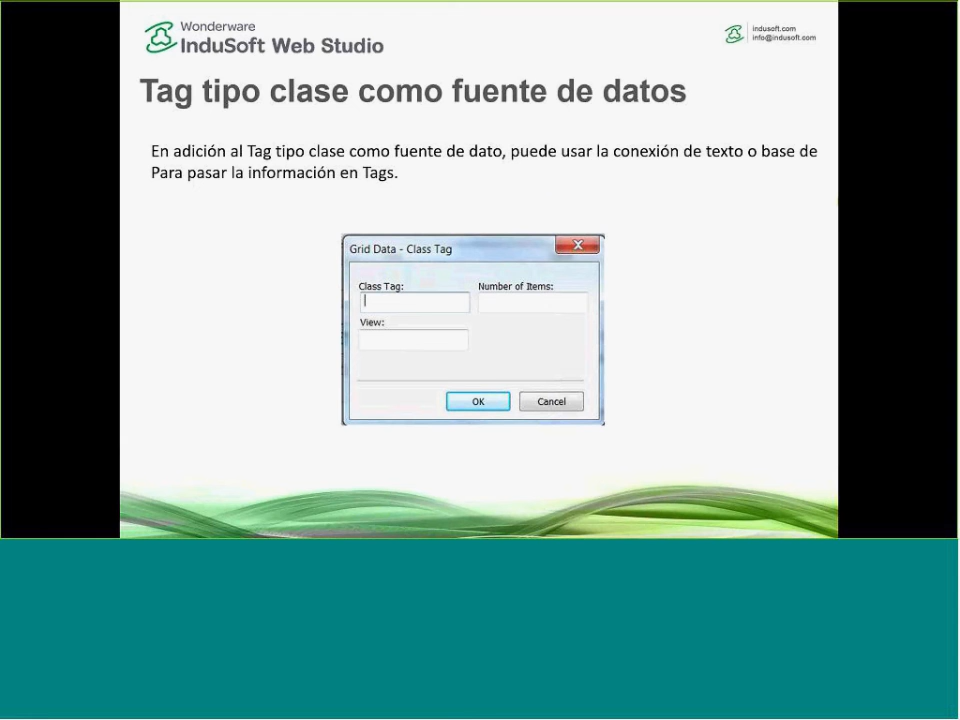 Wonderware
InduSoft Web Studio
indusoft.com
info@indusoft.com
Tag tipo clase como fuente de datos
En adición al Tag tipo clase como fuente de dato, puede usar la conexión de texto o base de
Para pasar la información en Tags.
Grid Data - Class Tag
Class Tag:
Number of Items:
View:
OK
Cancel